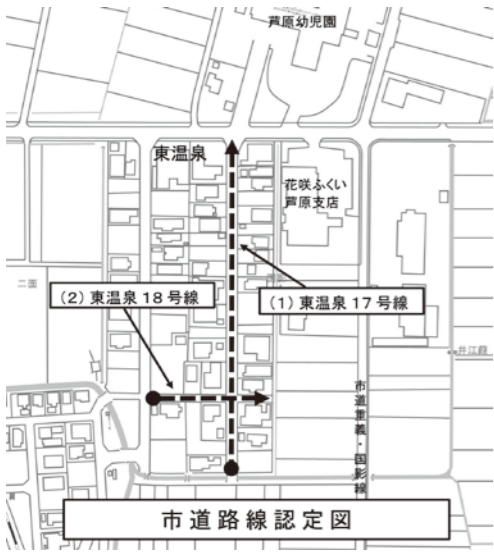 芦原幼児園
東温泉
花咲ふくい
芦原支店
二面
(2) 東温泉 18 号線
(1) 東温泉 17 号線
井江葭
市道重義・国影線
市道路線認定図